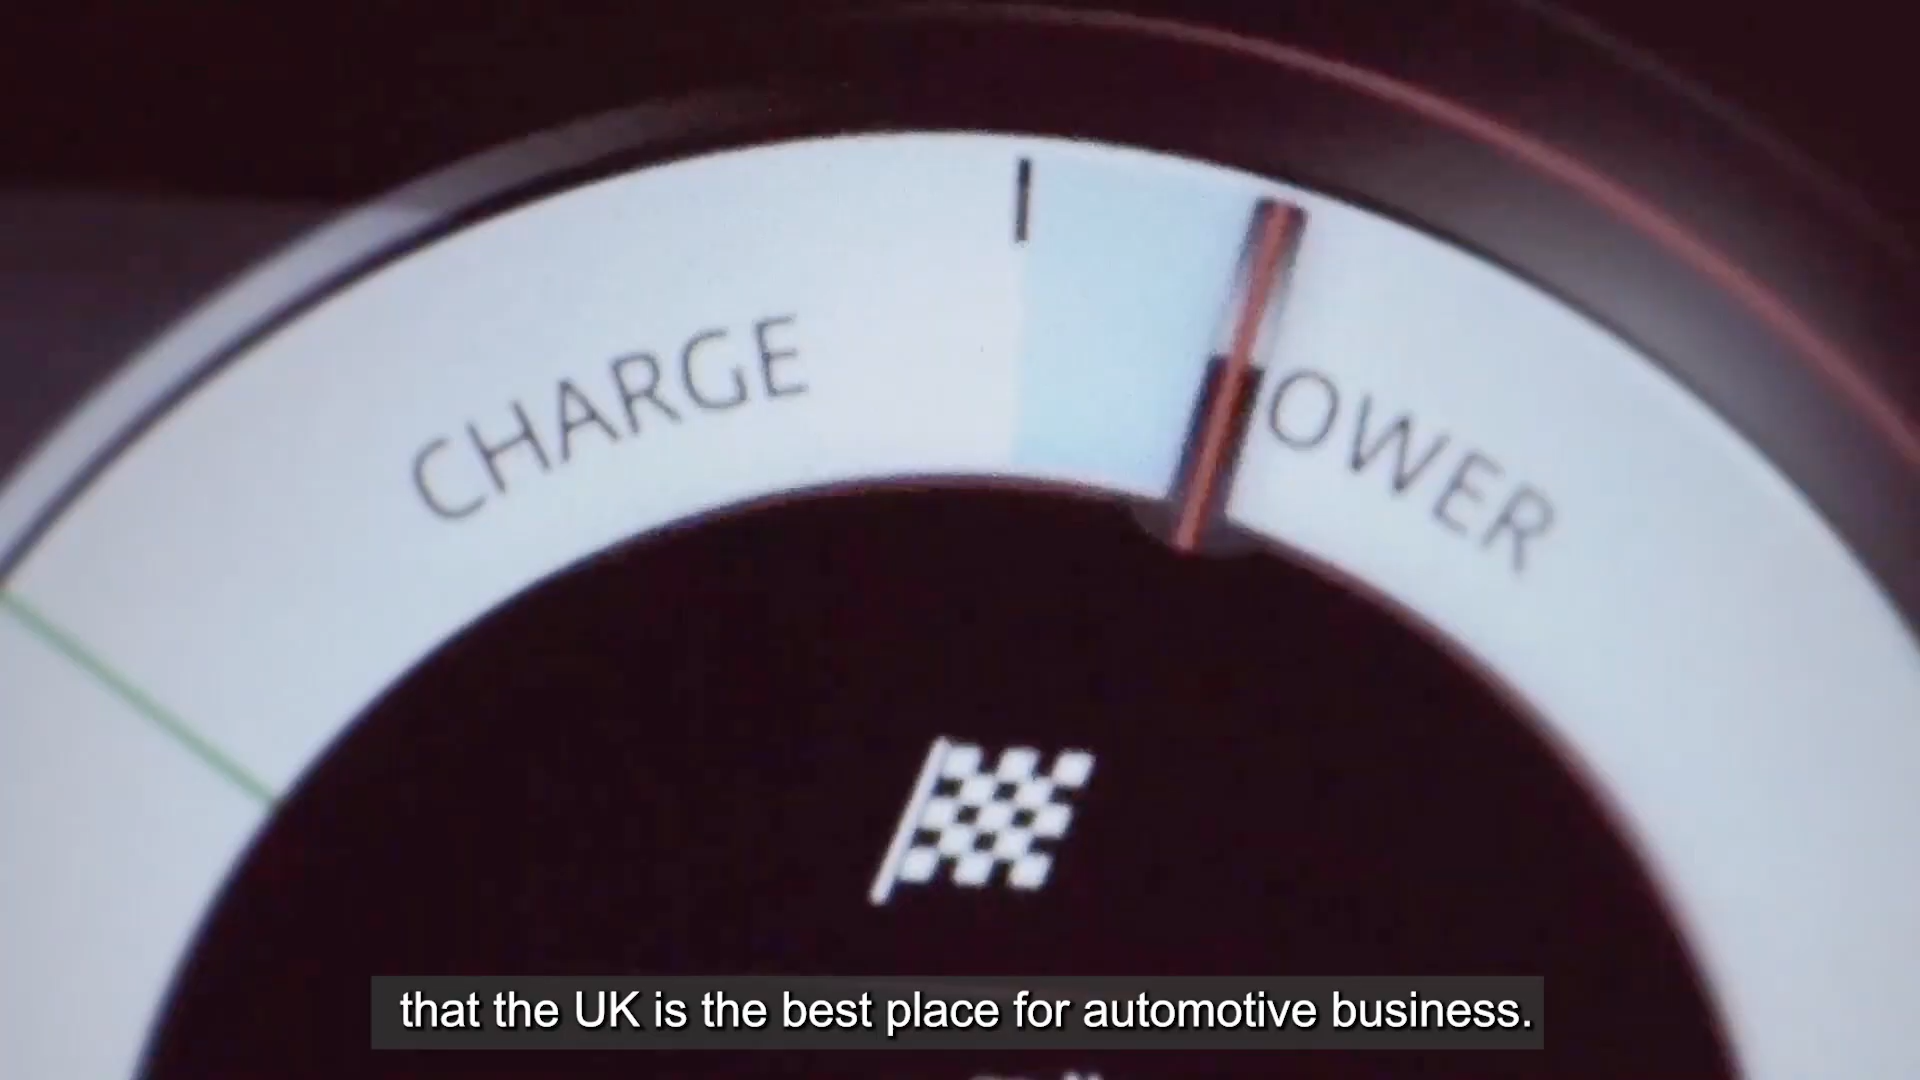 CHARGE
OWER
that the UK is the best place for automotive business.